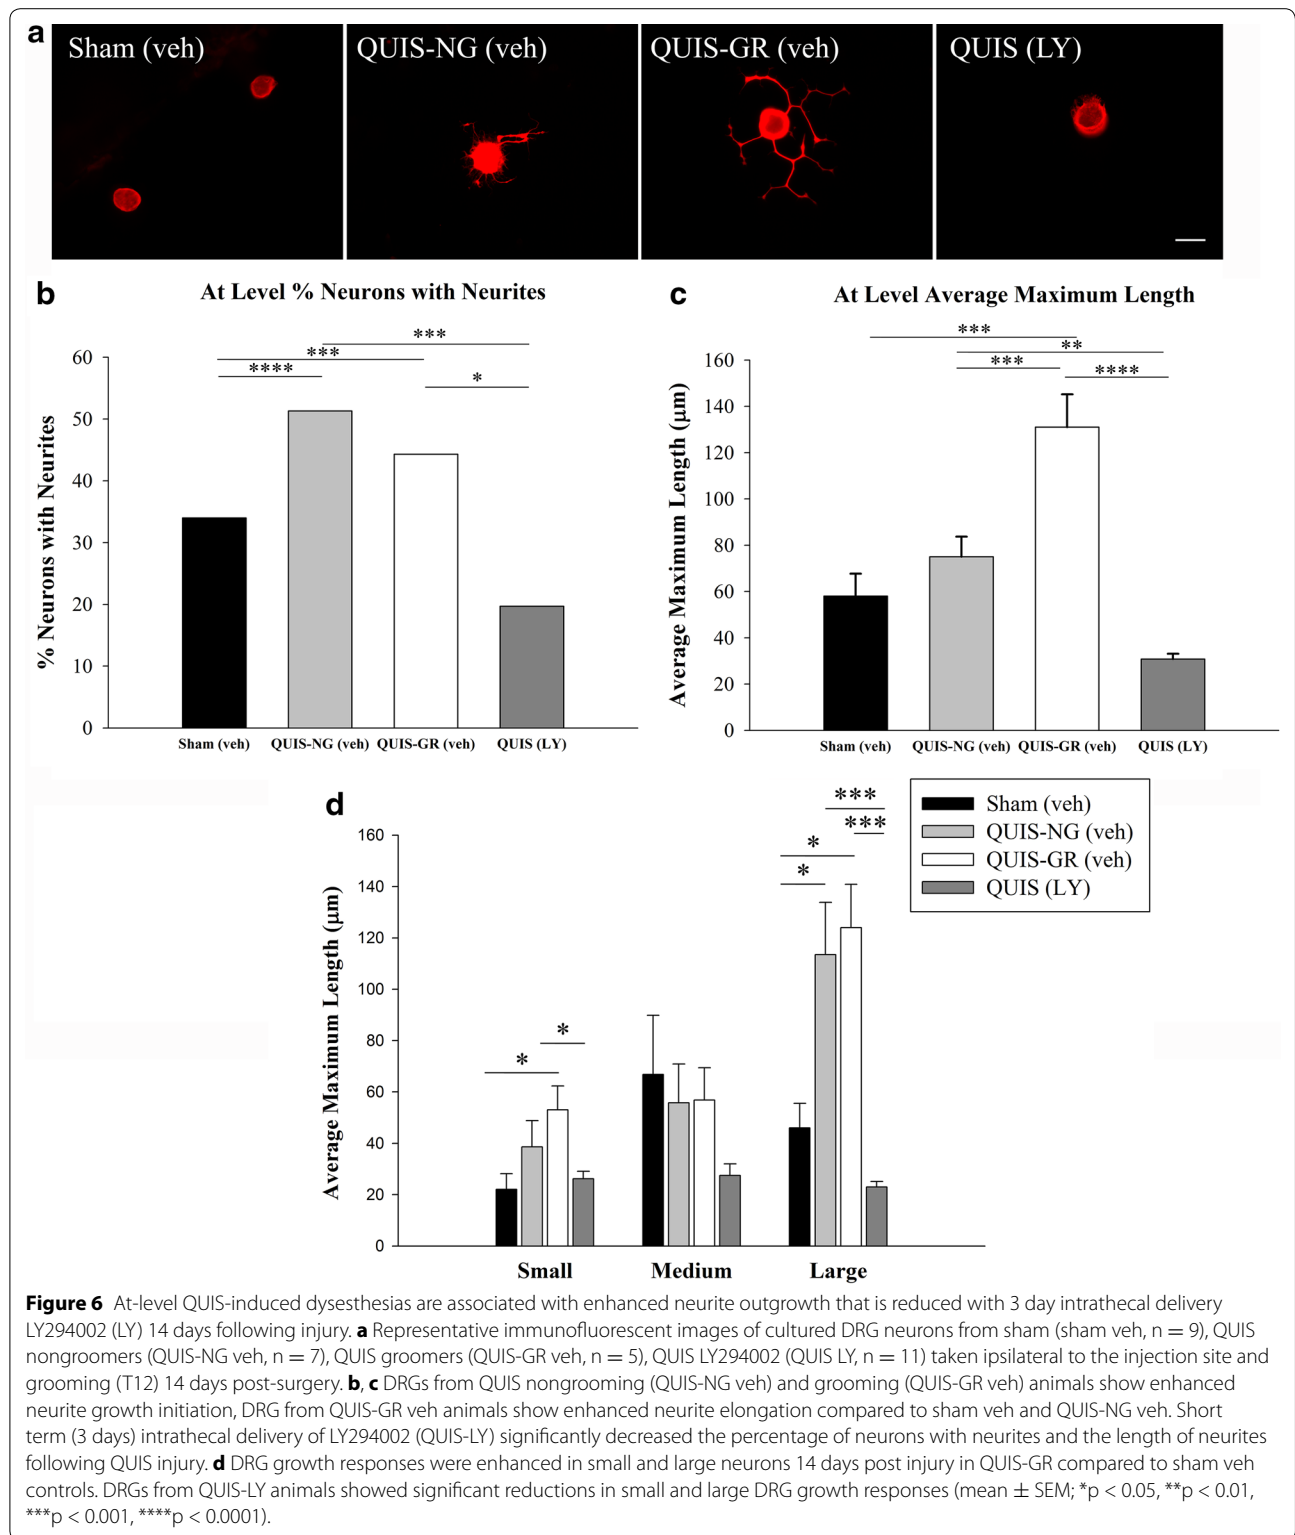 a
Sham (veh)
QUIS-NG (veh)
QUIS-GR (veh)
QUIS (LY)
b
At Level % Neurons with Neurites
% Neurons with Neurites
60
50
40
30
20
10
0
***
***
****
*
Sham (veh)
QUIS-NG (veh)
QUIS-GR (veh)
QUIS (LY)
c
At Level Average Maximum Length
Average Maximum Length (µm)
160
140
120
100
80
60
40
20
0
***
**
***
****
Sham (veh)
QUIS-NG (veh)
QUIS-GR (veh)
QUIS (LY)
d
Average Maximum Length (µm)
160
140
120
100
80
60
40
20
0
*
*
***
***
*
*
Small
Medium
Large
Sham (veh)
QUIS-NG (veh)
QUIS-GR (veh)
QUIS (LY)
Figure 6 At-level QUIS-induced dysesthesias are associated with enhanced neurite outgrowth that is reduced with 3 day intrathecal delivery
LY294002 (LY) 14 days following injury. a Representative immunofluorescent images of cultured DRG neurons from sham (sham veh, n = 9), QUIS
nongroomers (QUIS-NG veh, n = 7), QUIS groomers (QUIS-GR veh, n = 5), QUIS LY294002 (QUIS LY, n = 11) taken ipsilateral to the injection site and
grooming (T12) 14 days post-surgery. b, c DRGs from QUIS nongrooming (QUIS-NG veh) and grooming (QUIS-GR veh) animals show enhanced
neurite growth initiation, DRG from QUIS-GR veh animals show enhanced neurite elongation compared to sham veh and QUIS-NG veh. Short
term (3 days) intrathecal delivery of LY294002 (QUIS-LY) significantly decreased the percentage of neurons with neurites and the length of neurites
following QUIS injury. d DRG growth responses were enhanced in small and large neurons 14 days post injury in QUIS-GR compared to sham veh
controls. DRGs from QUIS-LY animals showed significant reductions in small and large DRG growth responses (mean ± SEM; *p < 0.05, **p < 0.01,
***p < 0.001, ****p < 0.0001).